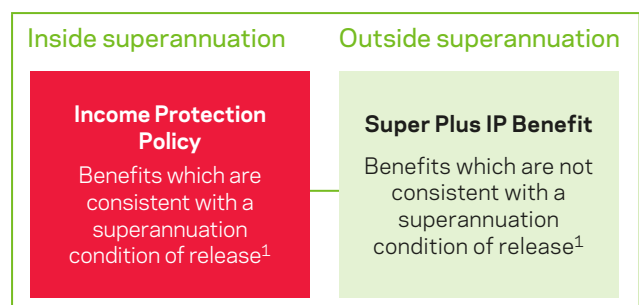 Inside superannuation
Outside superannuation
Income Protection
Policy
Benefits which are
consistent with a
superannuation
condition of release1
Super Plus IP Benefit
Benefits which are not
consistent with a
superannuation
condition of release1